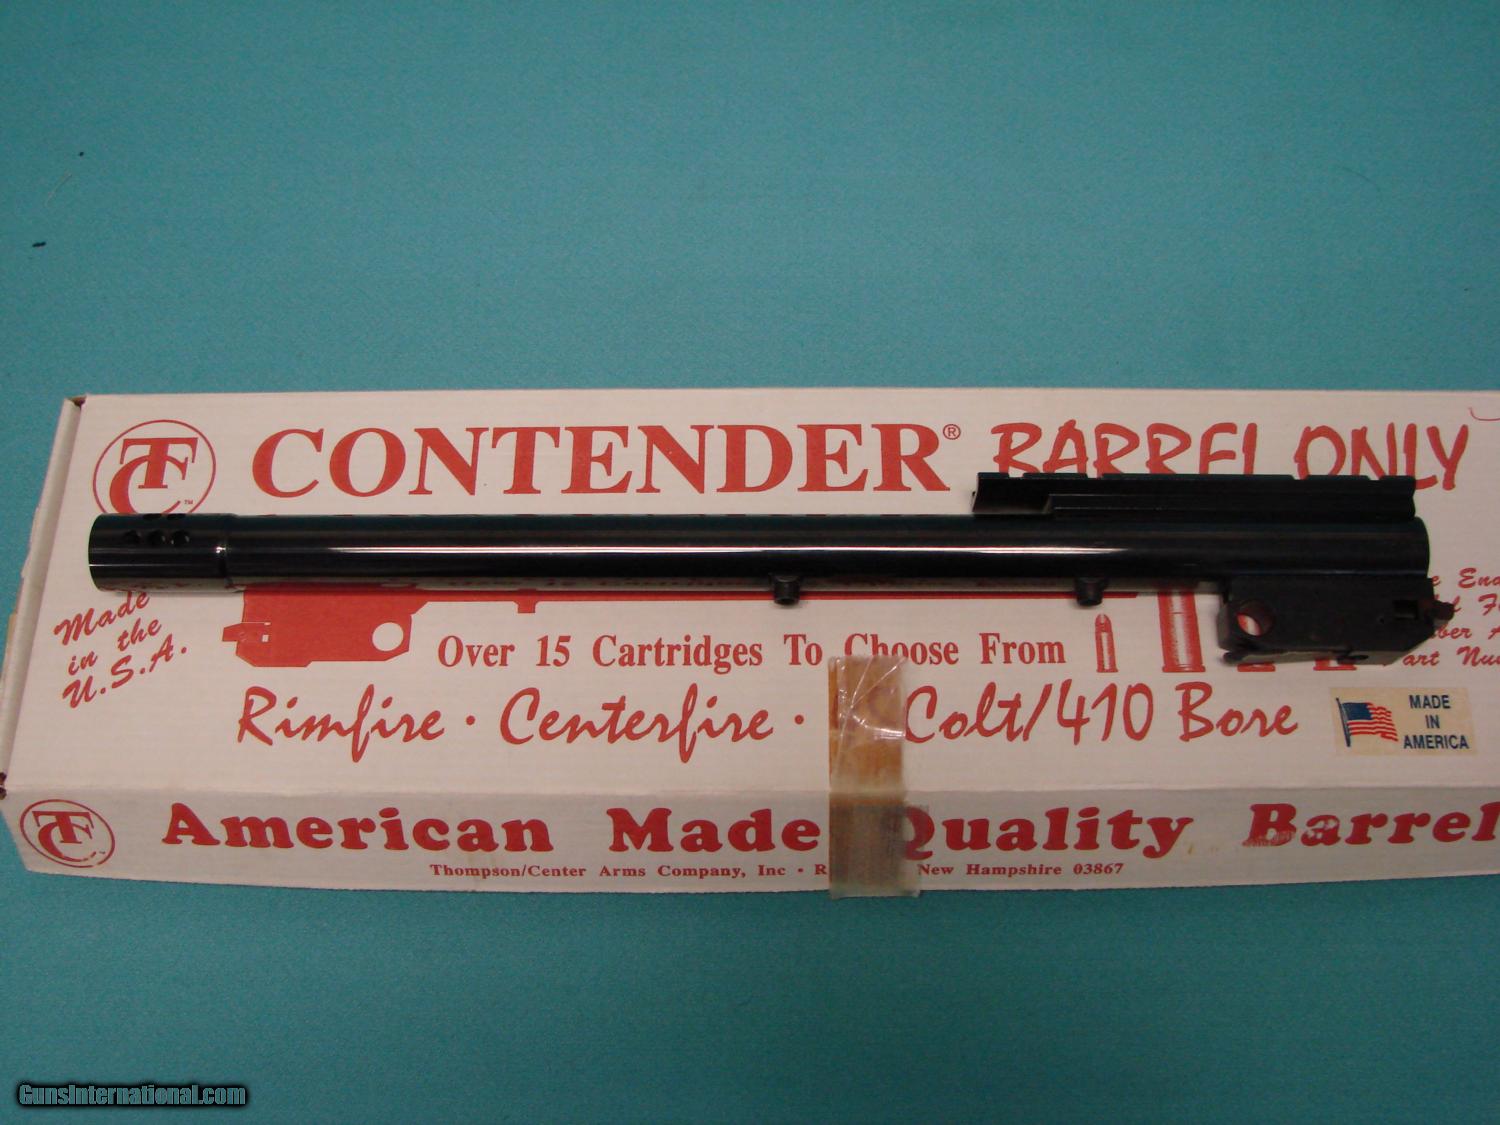 TC
™
CONTENDER® BARREL ONLY
Made
in the
U.S.A.
Over 15 Cartridges To Choose From
Rimfire · Centerfire · Colt/410 Bore
MADE
IN
AMERICA
TC
American Made Quality Barrel
Thompson/Center Arms Company, Inc • New Hampshire 03867
GunsInternational.com